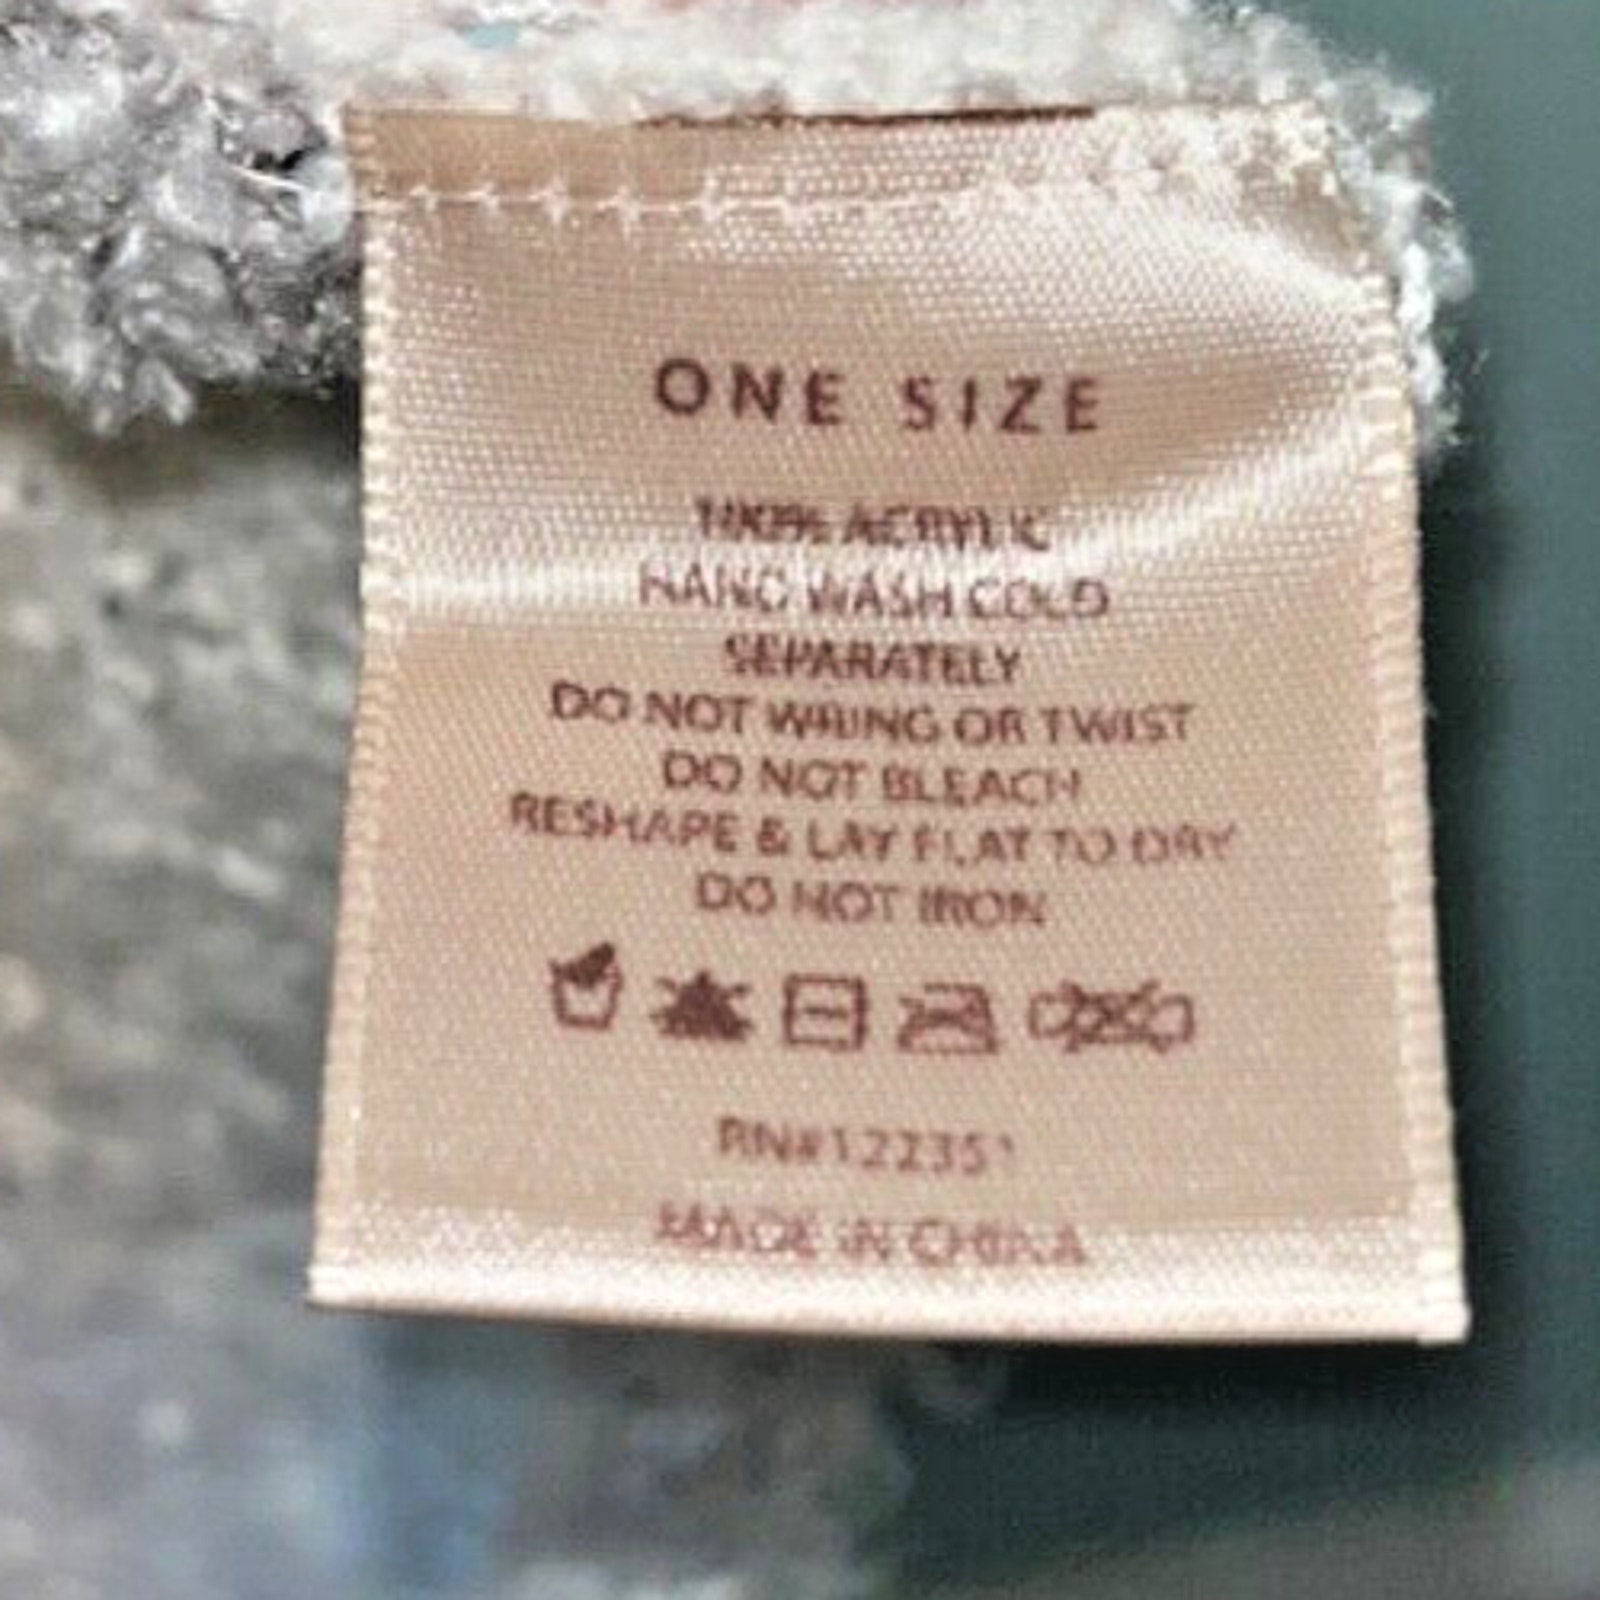 ONE SIZE
100% ACRYLIC
HAND WASH COLD
SEPARATELY
DO NOT WRING OR TWIST
DO NOT BLEACH
RESHAPE & LAY FLAT TO DRY
DO NOT IRON
MADE IN CHINA